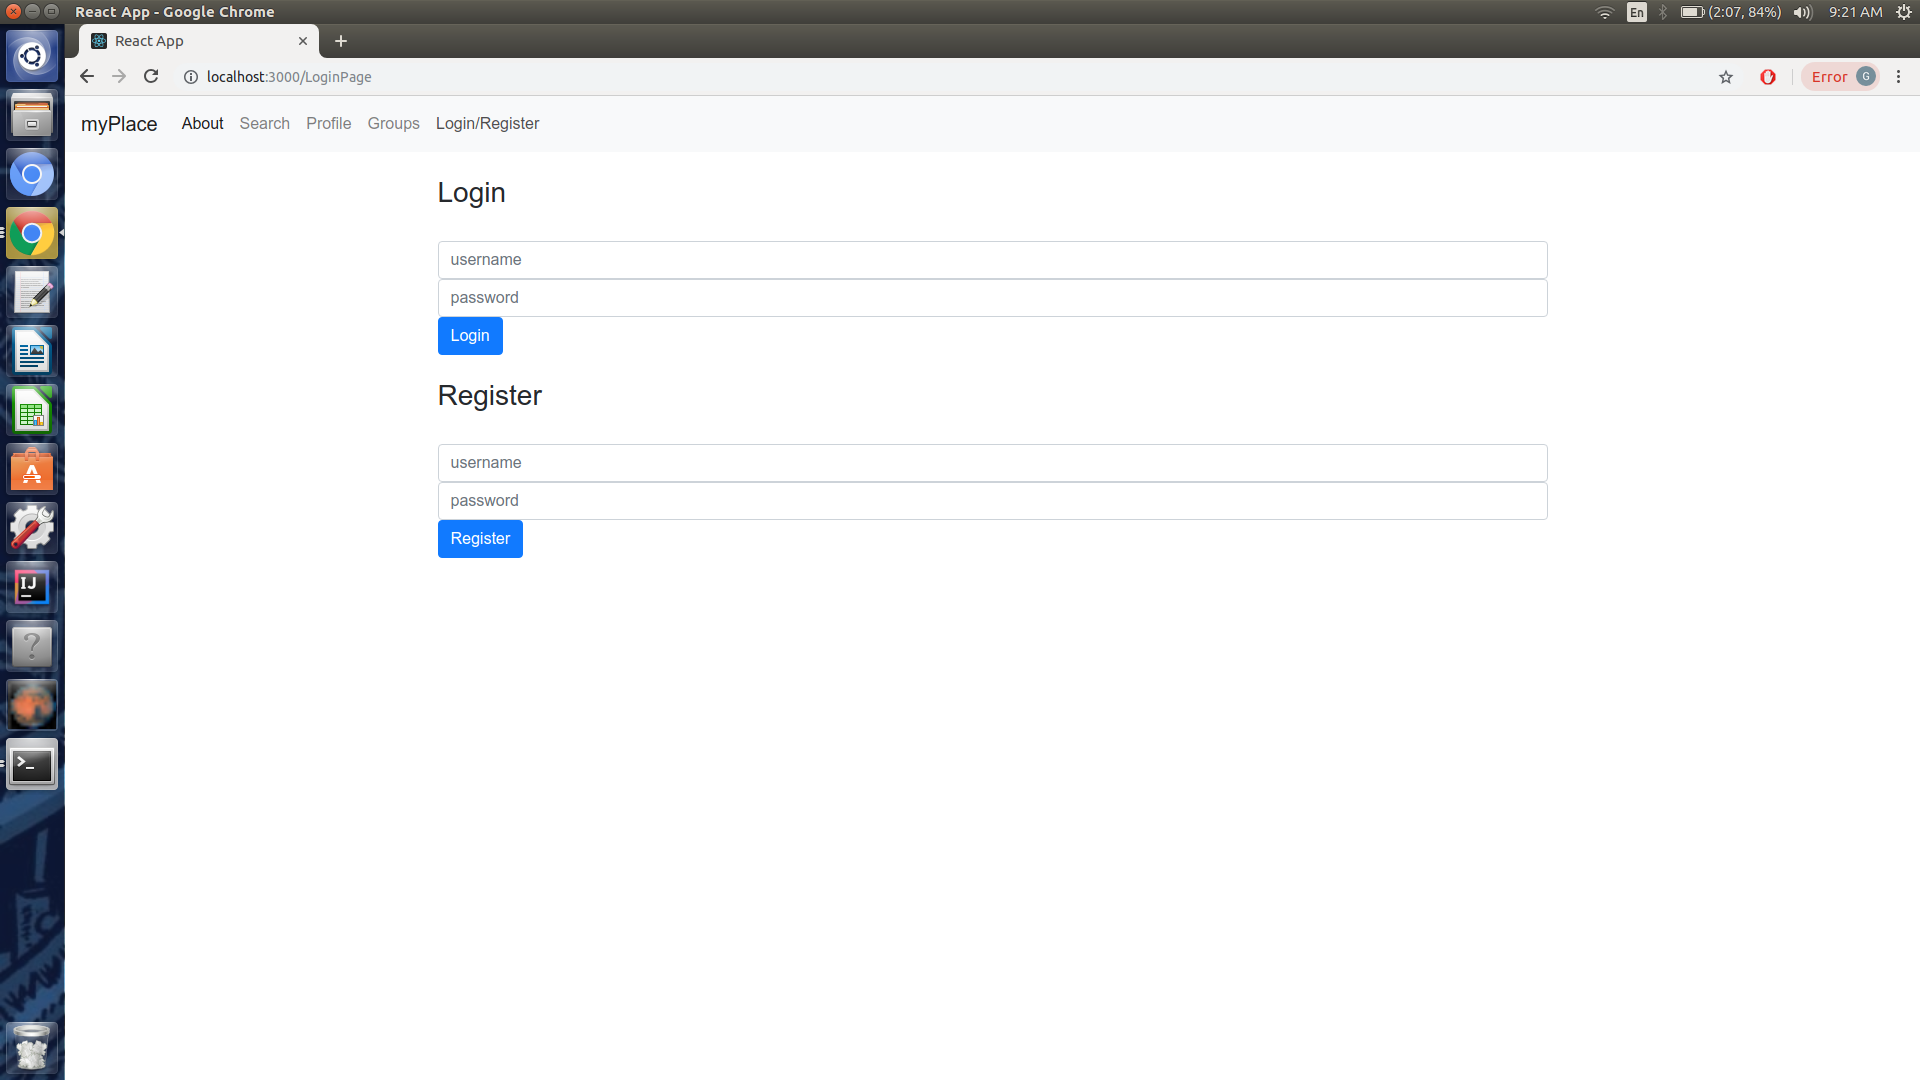 React App - Google Chrome
En
(2:07, 84%)
9:21 AM
React App
localhost:3000/LoginPage
Error
G
myPlace About Search Profile Groups Login/Register
Login
username
password
Login
Register
username
password
Register
A
IJ
?
>_